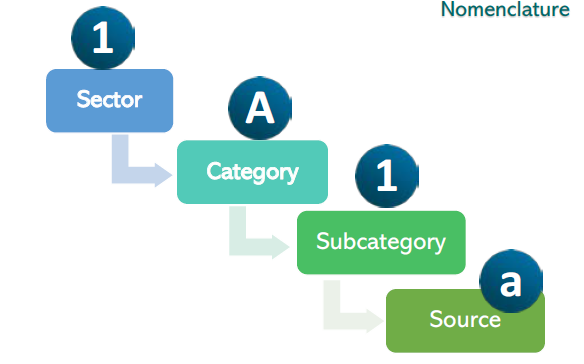 Nomenclature
1
Sector
A
Category
1
Subcategory
a
Source